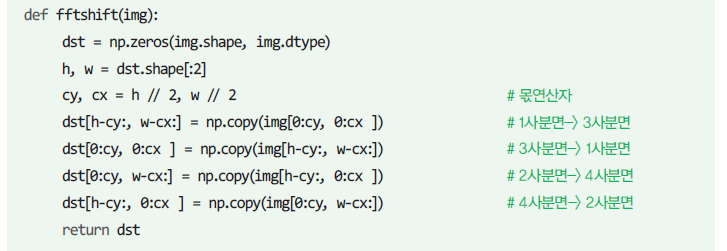 def fftshift(img):
dst = np.zeros(img.shape, img.dtype)
h, w = dst.shape[:2]
cy, cx = h // 2, w // 2 # 몫연산자
dst[h-cy:, w-cx:] = np.copy(img[0:cy, 0:cx ]) # 1사분면-> 3사분면
dst[0:cy, 0:cx ] = np.copy(img[h-cy:, w-cx:]) # 3사분면-> 1사분면
dst[0:cy, w-cx:] = np.copy(img[h-cy:, 0:cx ]) # 2사분면-> 4사분면
dst[h-cy:, 0:cx ] = np.copy(img[0:cy, w-cx:]) # 4사분면-> 2사분면
return dst